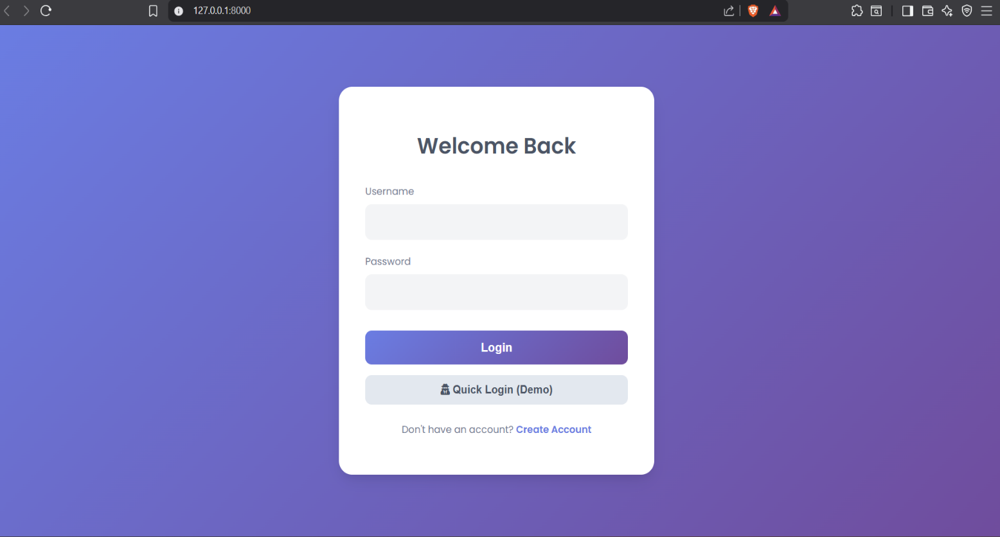 127.0.0.1:8000
Welcome Back
Username
Password
Login
Quick Login (Demo)
Don't have an account? Create Account